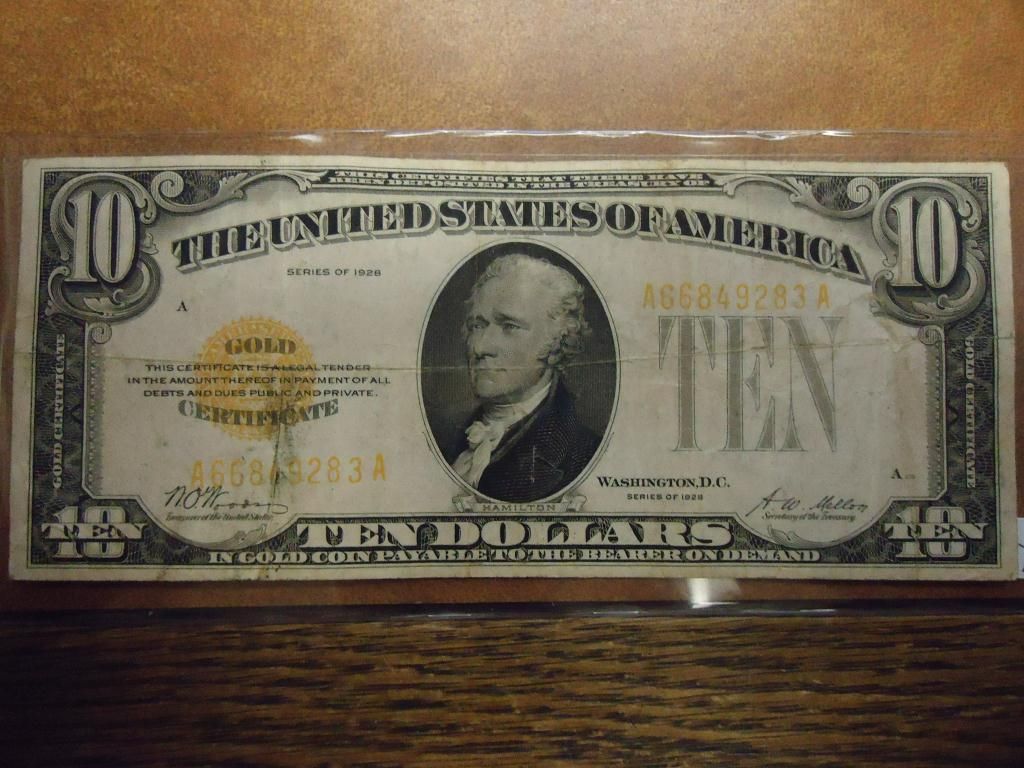 THIS CERTIFIES THAT THERE HAVE
BEEN DEPOSITED IN THE TREASURY OF
10 10
THE UNITED STATES OF AMERICA
SERIES OF 1928
A66849283A
A
TEN
GOLD
THIS CERTIFICATE IS A LEGAL TENDER
IN THE AMOUNT THEREOF IN PAYMENT OF ALL
DEBTS AND DUES PUBLIC AND PRIVATE.
CERTIFICATE
GOLD CERTIFICATE
GOLD CERTIFICATE
A66849283A
WASHINGTON, D.C.
SERIES OF 1928
A
W.O. Woods
Treasurer of the United States
A. W. Mellon
Secretary of the Treasury
HAMILTON
10 TEN
TEN DOLLARS
10 TEN
IN GOLD COIN PAYABLE TO THE BEARER ON DEMAND